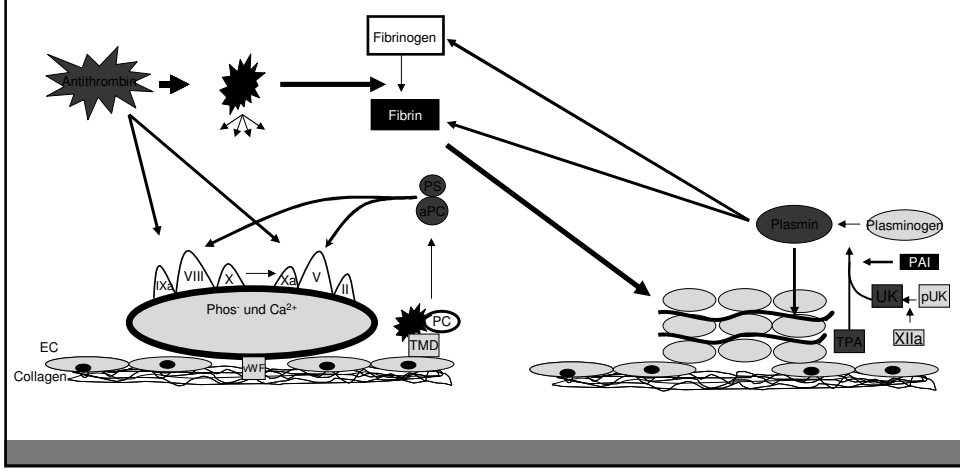 Fibrinogen
Antithrombin
Fibrin
PS
aPC
Plasmin
Plasminogen
PAI
IXa
VIII
X
Xa
V
II
UK
pUK
Phos⁻ und Ca²⁺
PC
TMD
TPA
XIIa
EC
vWF
Collagen